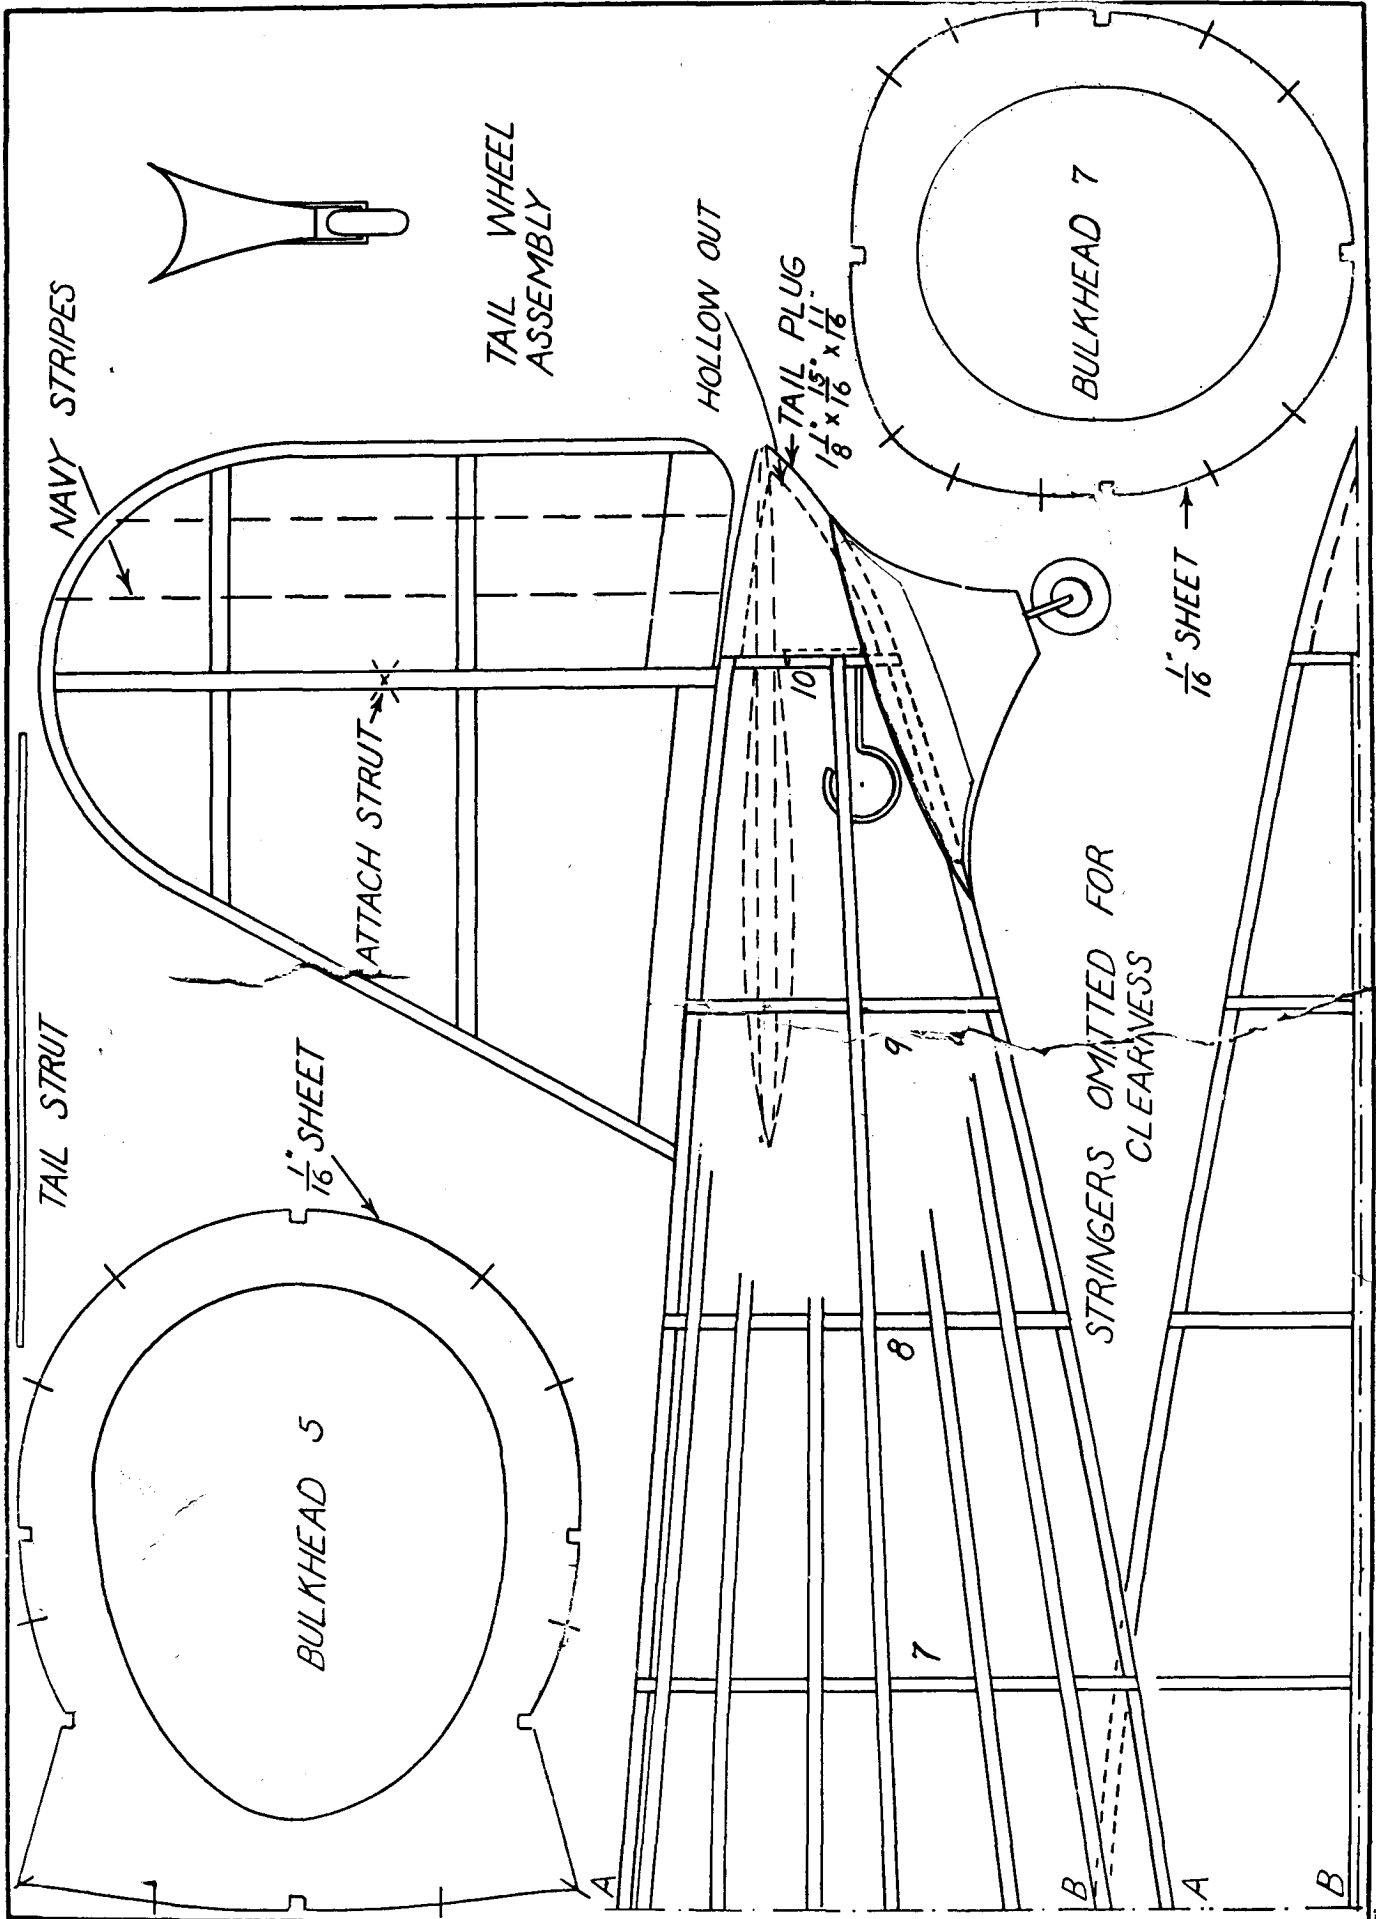 TAIL STRUT
NAVY STRIPES
ATTACH STRUT
1/16" SHEET
BULKHEAD 5
TAIL WHEEL
ASSEMBLY
HOLLOW OUT
TAIL PLUG
1 1/8" x 15/16" x 11/16"
BULKHEAD 7
1/16" SHEET
10
9
8
7
STRINGERS OMITTED FOR
CLEARNESS
A
B
A
B